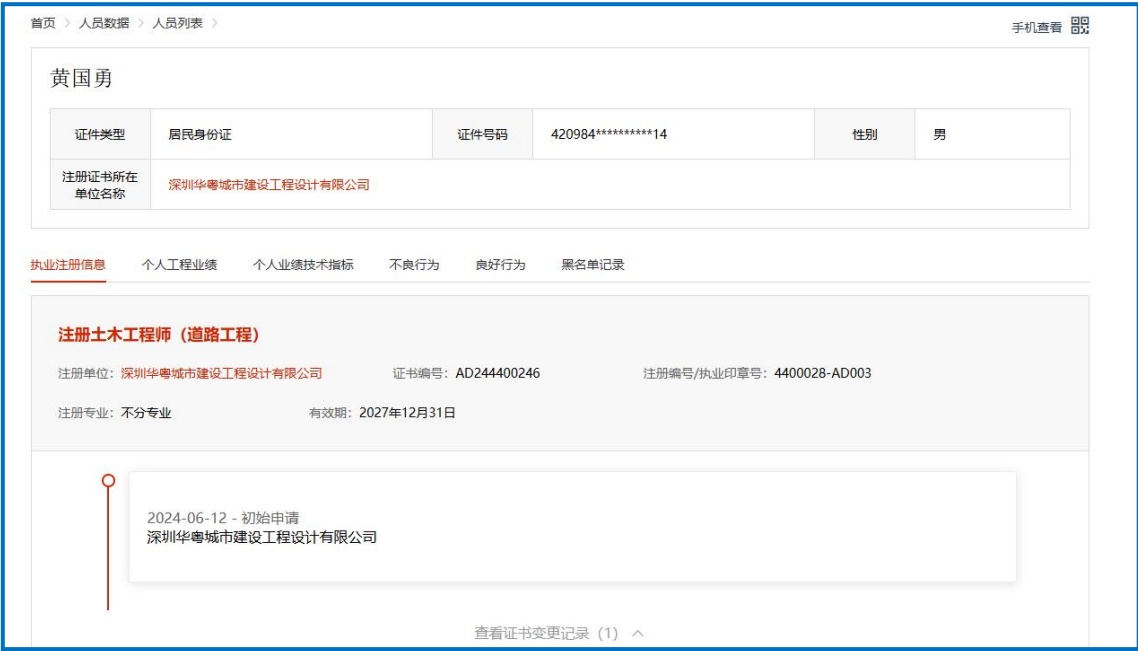 首页 > 人员数据 > 人员列表 >
手机查看
黄国勇
证件类型 居民身份证 证件号码 420984**********14 性别 男
注册证书所在
单位名称
深圳华粤城市建设工程设计有限公司
执业注册信息 个人工程业绩 个人业绩技术指标 不良行为 良好行为 黑名单记录
注册土木工程师（道路工程）
注册单位：深圳华粤城市建设工程设计有限公司 证书编号：AD244400246 注册编号/执业印章号：4400028-AD003
注册专业：不分专业 有效期：2027年12月31日
2024-06-12 - 初始申请
深圳华粤城市建设工程设计有限公司
查看证书变更记录（1）